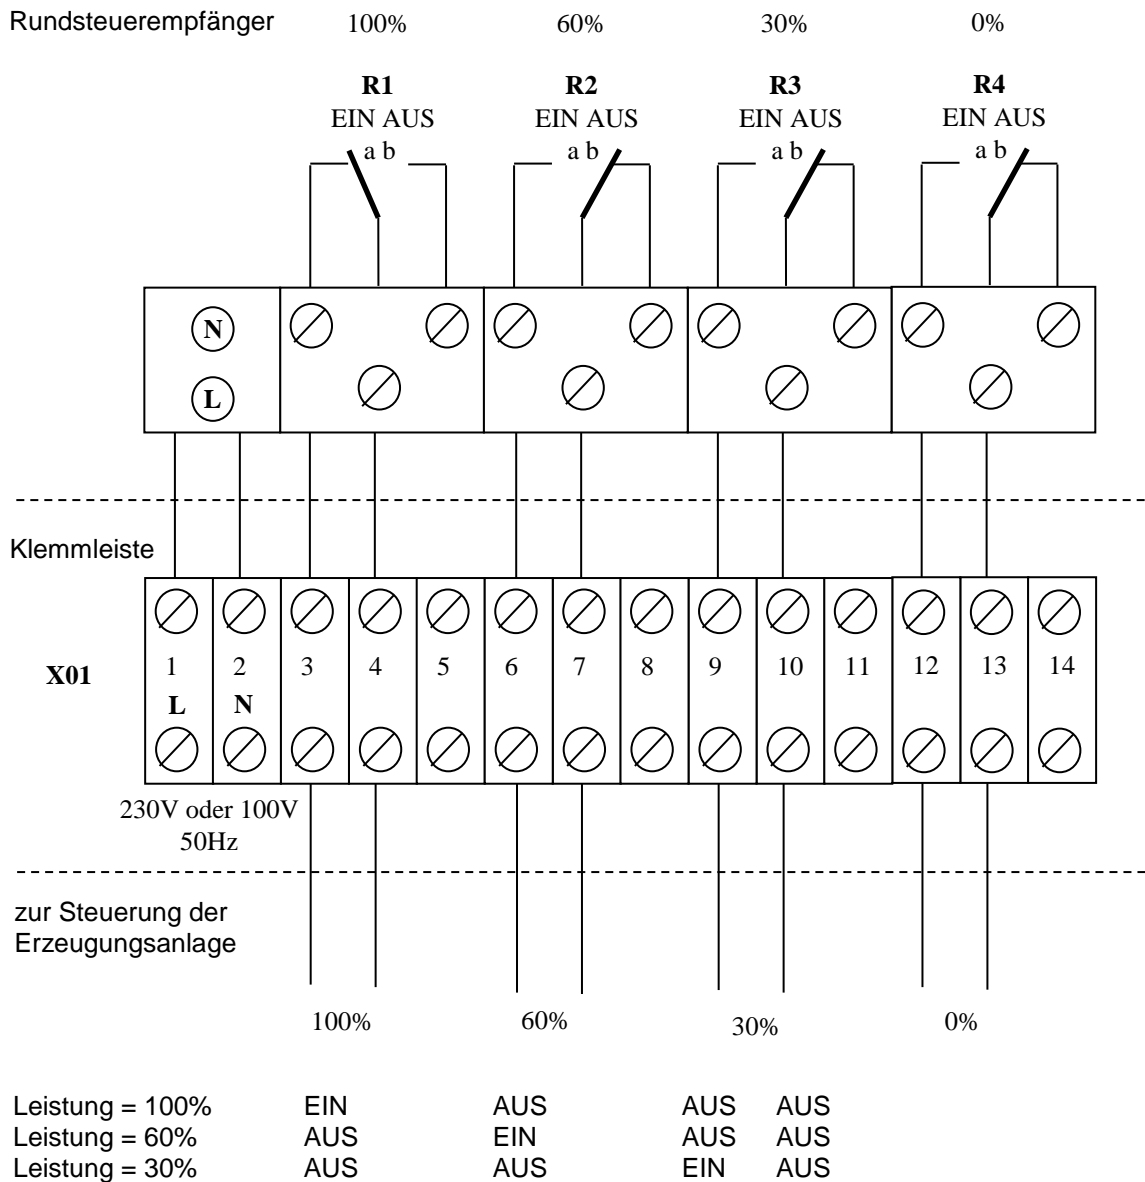 Rundsteuerempfänger 100% 60% 30% 0%
R1 R2 R3 R4
EIN AUS EIN AUS EIN AUS EIN AUS
a b a b a b a b
N
L
Klemmleiste
X01 1 2 3 4 5 6 7 8 9 10 11 12 13 14
L N
230V oder 100V
50Hz
zur Steuerung der
Erzeugungsanlage
100% 60% 30% 0%
Leistung = 100% EIN AUS AUS AUS
Leistung = 60% AUS EIN AUS AUS
Leistung = 30% AUS AUS EIN AUS